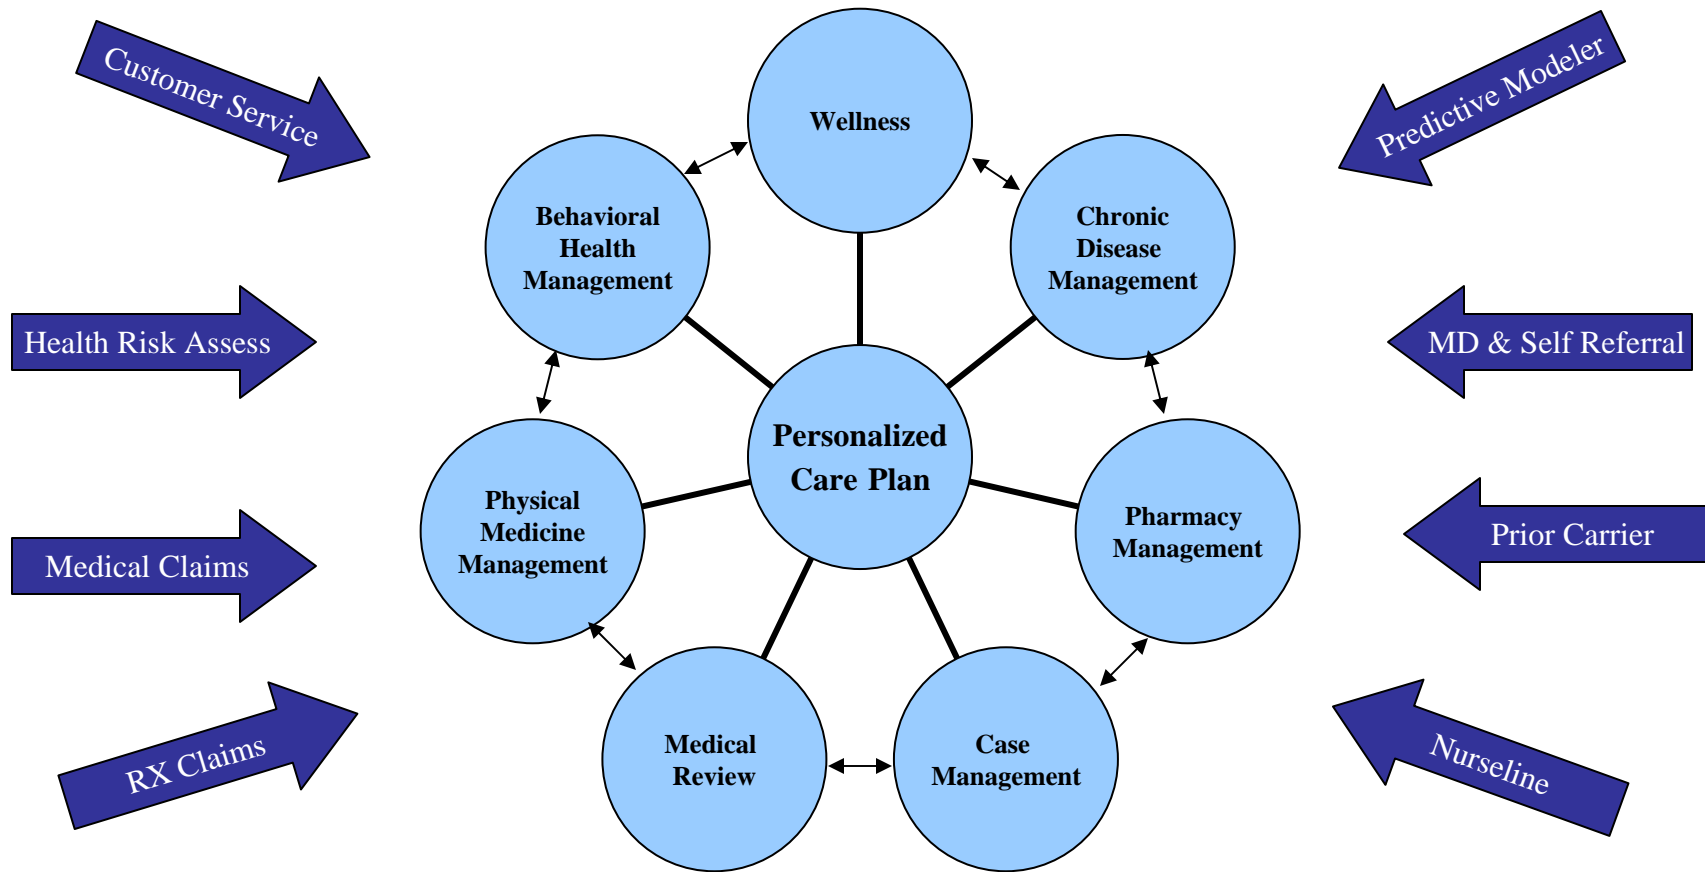 Customer Service
Predictive Modeler
Wellness
Behavioral
Health
Management
Chronic
Disease
Management
Health Risk Assess
MD & Self Referral
Personalized
Care Plan
Physical
Medicine
Management
Pharmacy
Management
Medical Claims
Prior Carrier
RX Claims
Medical
Review
Case
Management
Nurseline